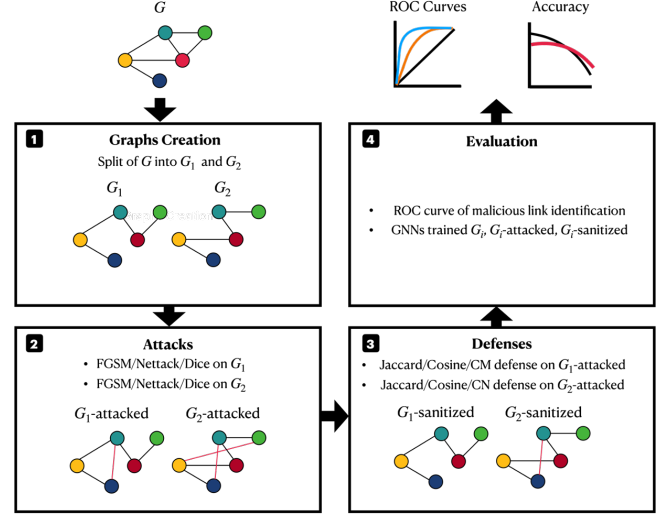 G
ROC Curves
Accuracy
1
Graphs Creation
Split of G into G₁ and G₂
G₁
G₂
2
Attacks
• FGSM/Nettack/Dice on G₁
• FGSM/Nettack/Dice on G₂
G₁-attacked
G₂-attacked
3
Defenses
• Jaccard/Cosine/CM defense on G₁-attacked
• Jaccard/Cosine/CN defense on G₂-attacked
G₁-sanitized
G₂-sanitized
4
Evaluation
• ROC curve of malicious link identification
• GNNs trained Gᵢ, Gᵢ-attacked, Gᵢ-sanitized